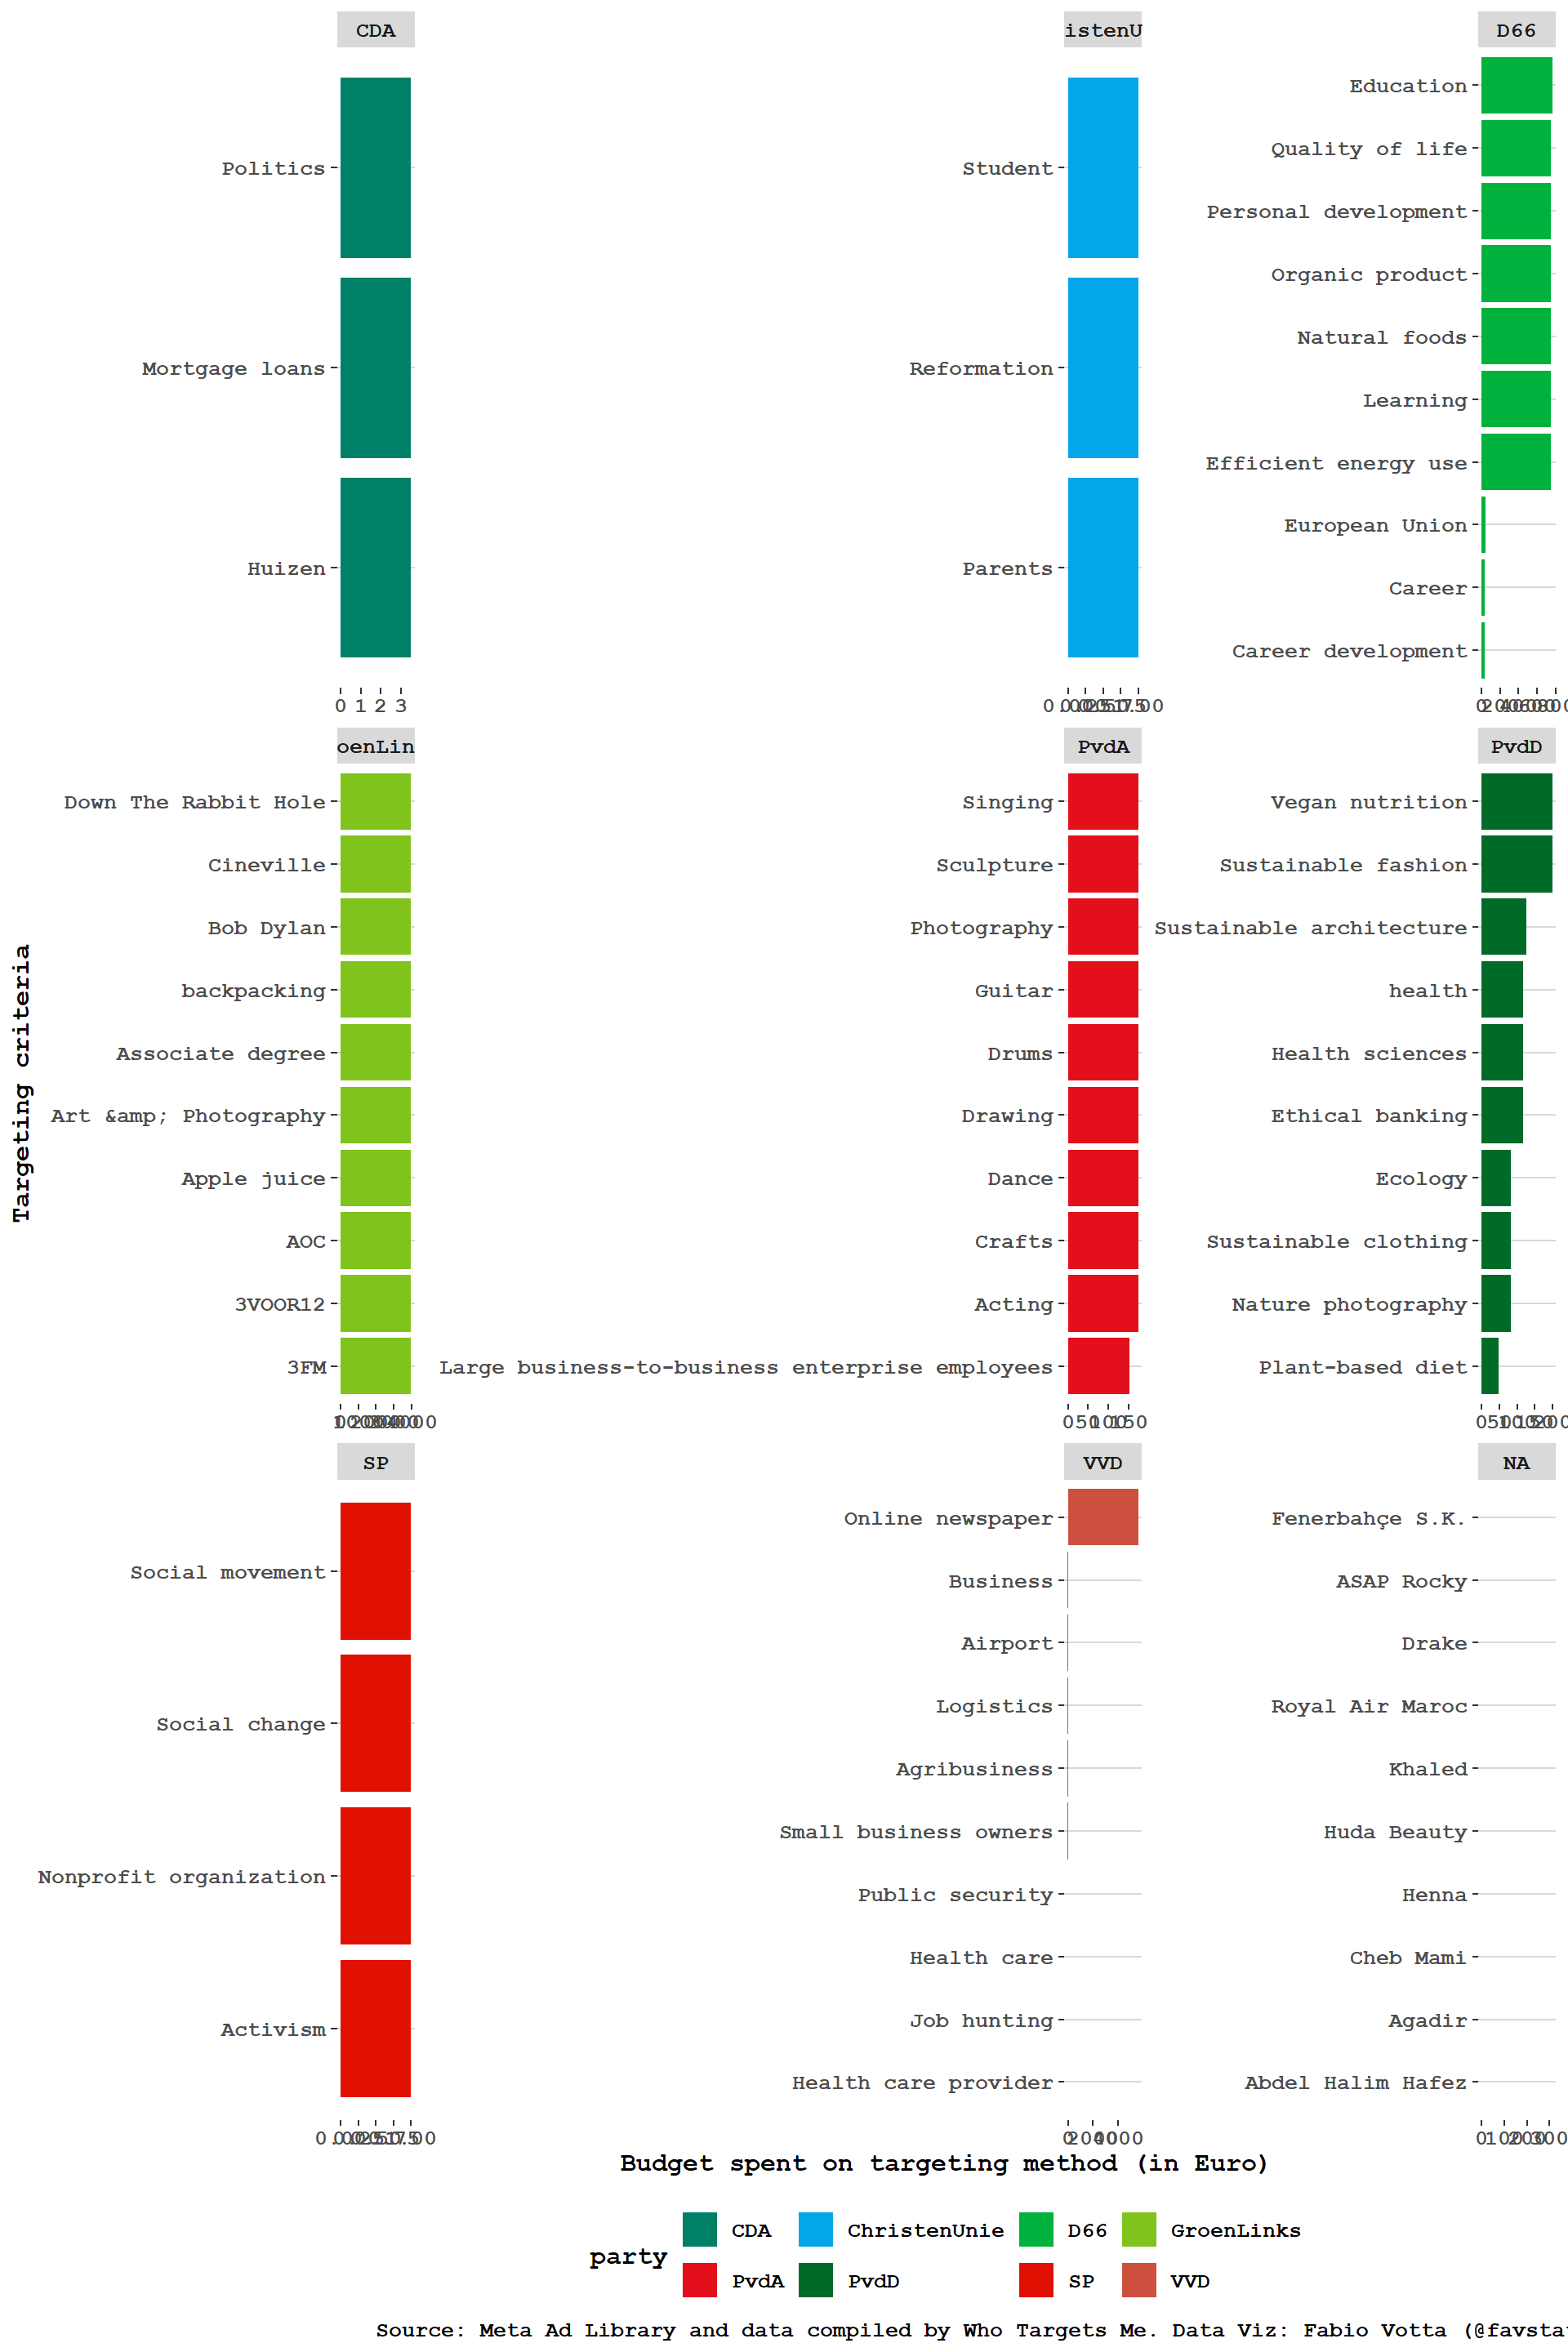 CDA
istenU
D66
Politics
Mortgage loans
Huizen
Student
Reformation
Parents
Education
Quality of life
Personal development
Organic product
Natural foods
Learning
Efficient energy use
European Union
Career
Career development
0 1 2 3
oenLin
PvdA
PvdD
Targeting criteria
Down The Rabbit Hole
Cineville
Bob Dylan
backpacking
Associate degree
Art &amp; Photography
Apple juice
AOC
3VOOR12
3FM
Singing
Sculpture
Photography
Guitar
Drums
Drawing
Dance
Crafts
Acting
Large business-to-business enterprise employees
Vegan nutrition
Sustainable fashion
Sustainable architecture
health
Health sciences
Ethical banking
Ecology
Sustainable clothing
Nature photography
Plant-based diet
0 50 100 150
SP
VVD
NA
Social movement
Social change
Nonprofit organization
Activism
Online newspaper
Business
Airport
Logistics
Agribusiness
Small business owners
Public security
Health care
Job hunting
Health care provider
Fenerbahçe S.K.
ASAP Rocky
Drake
Royal Air Maroc
Khaled
Huda Beauty
Henna
Cheb Mami
Agadir
Abdel Halim Hafez
Budget spent on targeting method (in Euro)
party
CDA
ChristenUnie
D66
GroenLinks
PvdA
PvdD
SP
VVD
Source: Meta Ad Library and data compiled by Who Targets Me. Data Viz: Fabio Votta (@favsta